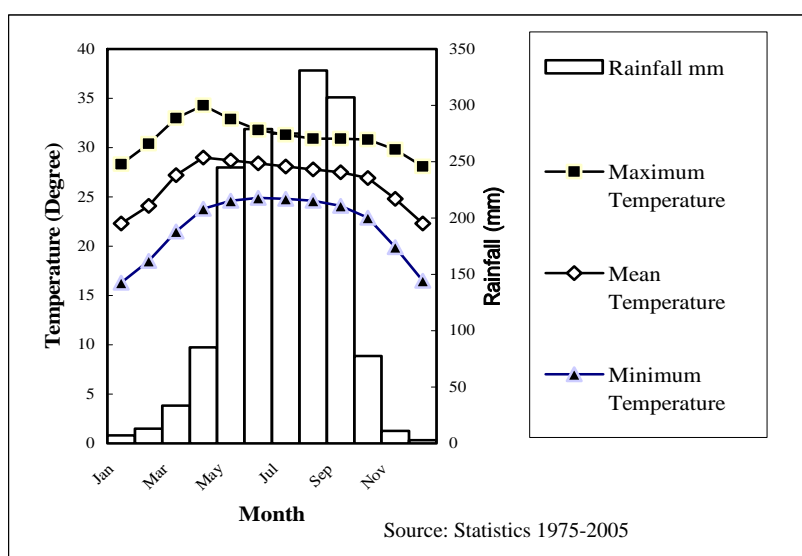 40
35
30
25
20
15
10
5
0
Temperature (Degree)
350
300
250
200
150
100
50
0
Rainfall (mm)
Jan
Mar
May
Jul
Sep
Nov
Month
Source: Statistics 1975-2005
Rainfall mm
Maximum
Temperature
Mean
Temperature
Minimum
Temperature